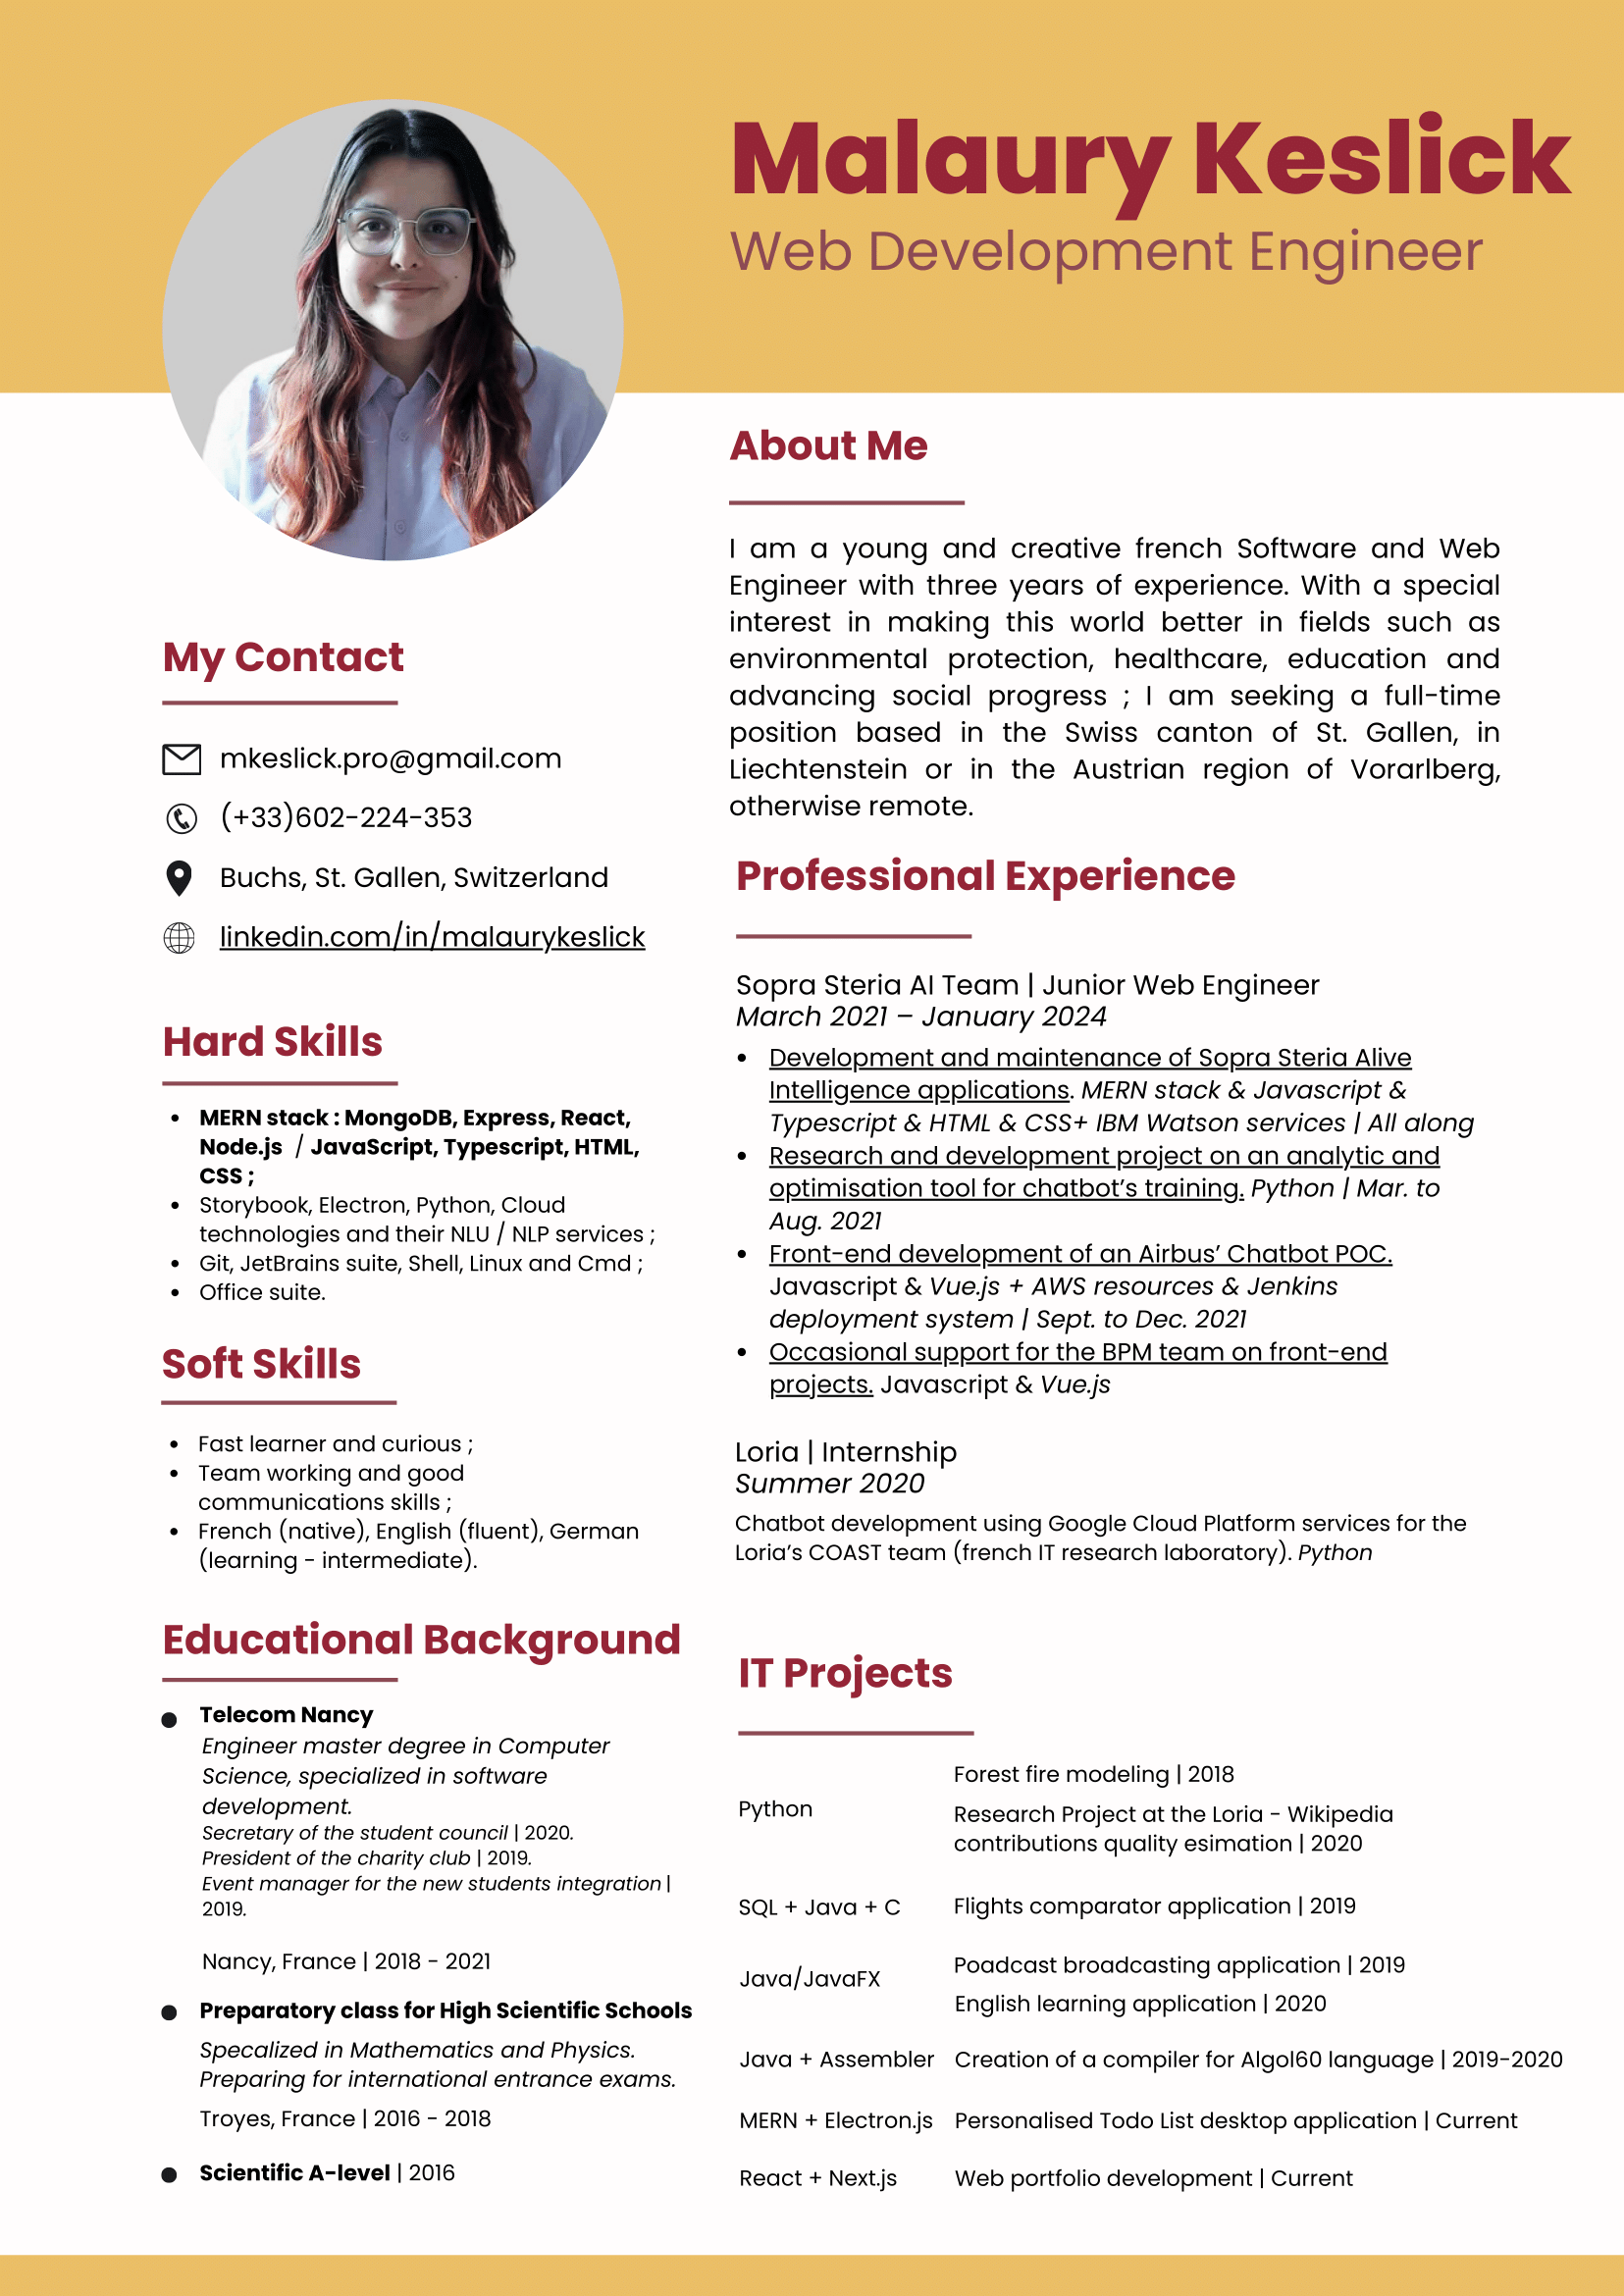 Malaury Keslick
Web Development Engineer
My Contact
mkeslick.pro@gmail.com
(+33)602-224-353
Buchs, St. Gallen, Switzerland
linkedin.com/in/malaurykeslick
Hard Skills
• MERN stack : MongoDB, Express, React,
Node.js / JavaScript, Typescript, HTML,
CSS ;
• Storybook, Electron, Python, Cloud
technologies and their NLU / NLP services ;
• Git, JetBrains suite, Shell, Linux and Cmd ;
• Office suite.
Soft Skills
• Fast learner and curious ;
• Team working and good
communications skills ;
• French (native), English (fluent), German
(learning - intermediate).
Educational Background
Telecom Nancy
Engineer master degree in Computer
Science, specialized in software
development.
Secretary of the student council | 2020.
President of the charity club | 2019.
Event manager for the new students integration |
2019.
Nancy, France | 2018 - 2021
Preparatory class for High Scientific Schools
Specalized in Mathematics and Physics.
Preparing for international entrance exams.
Troyes, France | 2016 - 2018
Scientific A-level | 2016
About Me
I am a young and creative french Software and Web
Engineer with three years of experience. With a special
interest in making this world better in fields such as
environmental protection, healthcare, education and
advancing social progress ; I am seeking a full-time
position based in the Swiss canton of St. Gallen, in
Liechtenstein or in the Austrian region of Vorarlberg,
otherwise remote.
Professional Experience
Sopra Steria AI Team | Junior Web Engineer
March 2021 – January 2024
• Development and maintenance of Sopra Steria Alive
Intelligence applications. MERN stack & Javascript &
Typescript & HTML & CSS+ IBM Watson services | All along
• Research and development project on an analytic and
optimisation tool for chatbot’s training. Python | Mar. to
Aug. 2021
• Front-end development of an Airbus’ Chatbot POC.
Javascript & Vue.js + AWS resources & Jenkins
deployment system | Sept. to Dec. 2021
• Occasional support for the BPM team on front-end
projects. Javascript & Vue.js
Loria | Internship
Summer 2020
Chatbot development using Google Cloud Platform services for the
Loria’s COAST team (french IT research laboratory). Python
IT Projects
Python
Forest fire modeling | 2018
Research Project at the Loria - Wikipedia
contributions quality esimation | 2020
SQL + Java + C Flights comparator application | 2019
Java/JavaFX
Poadcast broadcasting application | 2019
English learning application | 2020
Java + Assembler Creation of a compiler for Algol60 language | 2019-2020
MERN + Electron.js Personalised Todo List desktop application | Current
React + Next.js Web portfolio development | Current